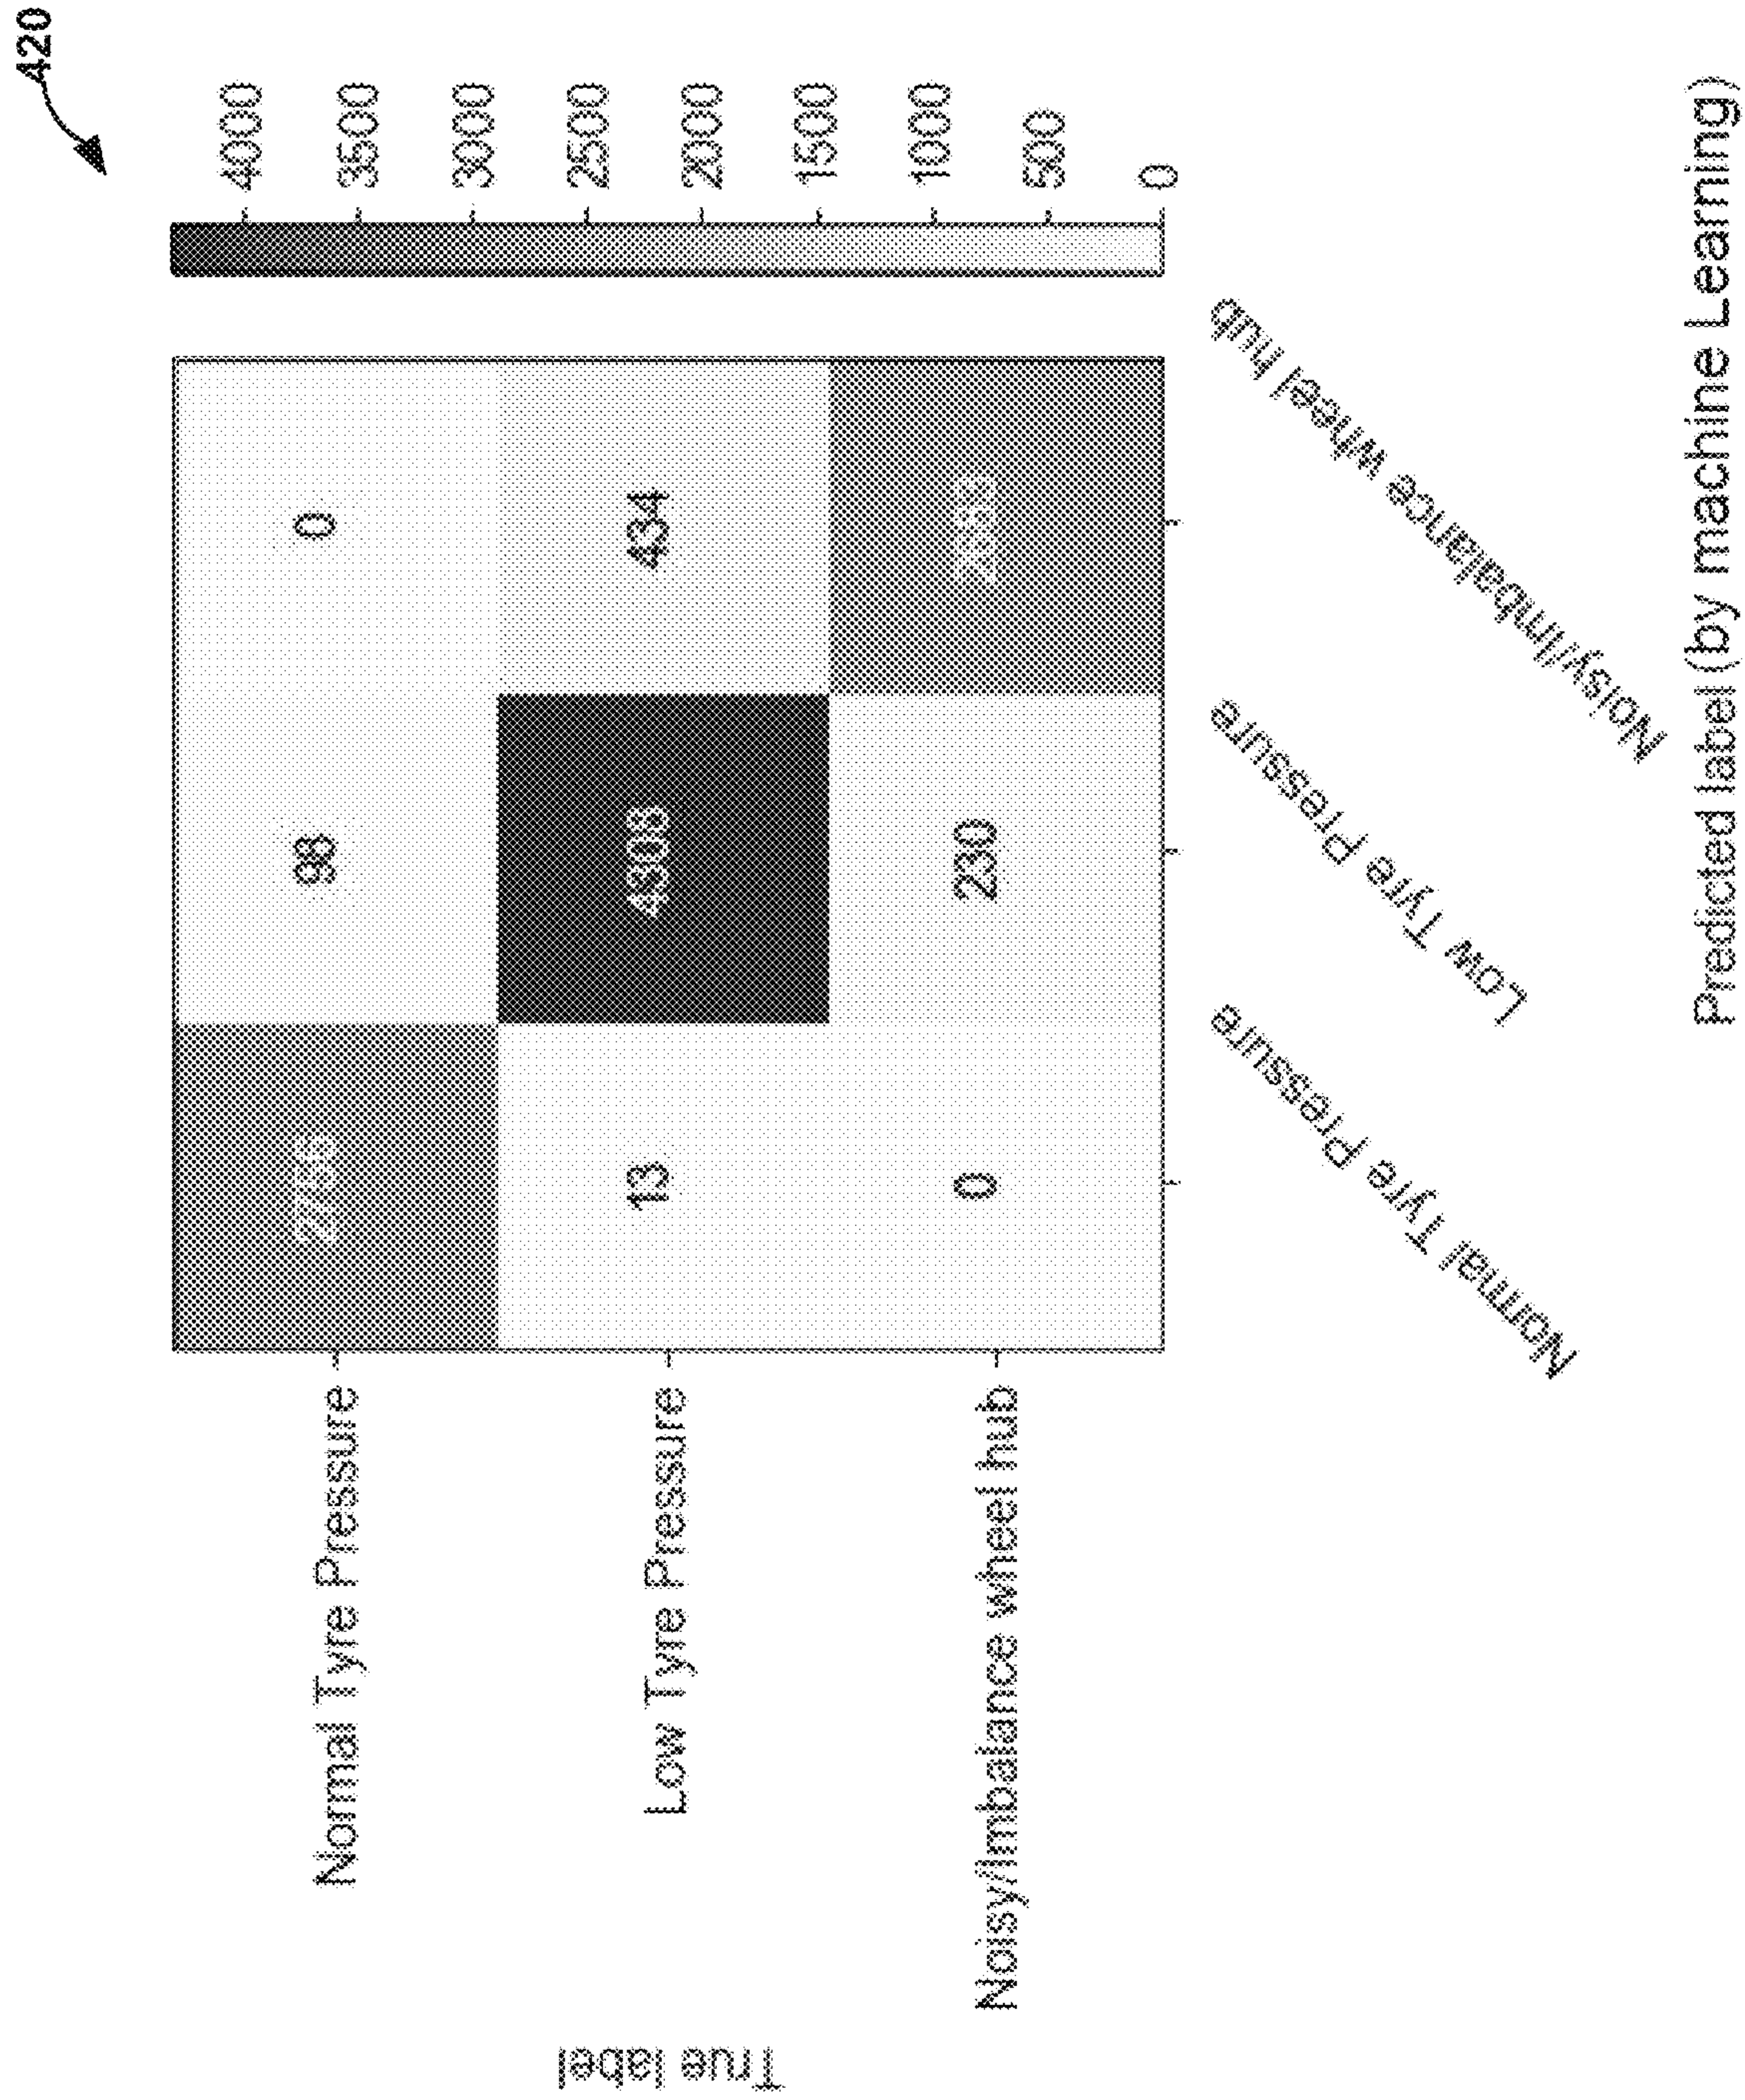 420
True label
Normal Tyre Pressure
98
0
Low Tyre Pressure
13
4308
434
Noisy/Imbalance wheel hub
0
230
4000
3500
3000
2500
2000
1500
1000
500
0
Normal Tyre Pressure
Low Tyre Pressure
Noisy/Imbalance wheel hub
Predicted label (by machine Learning)